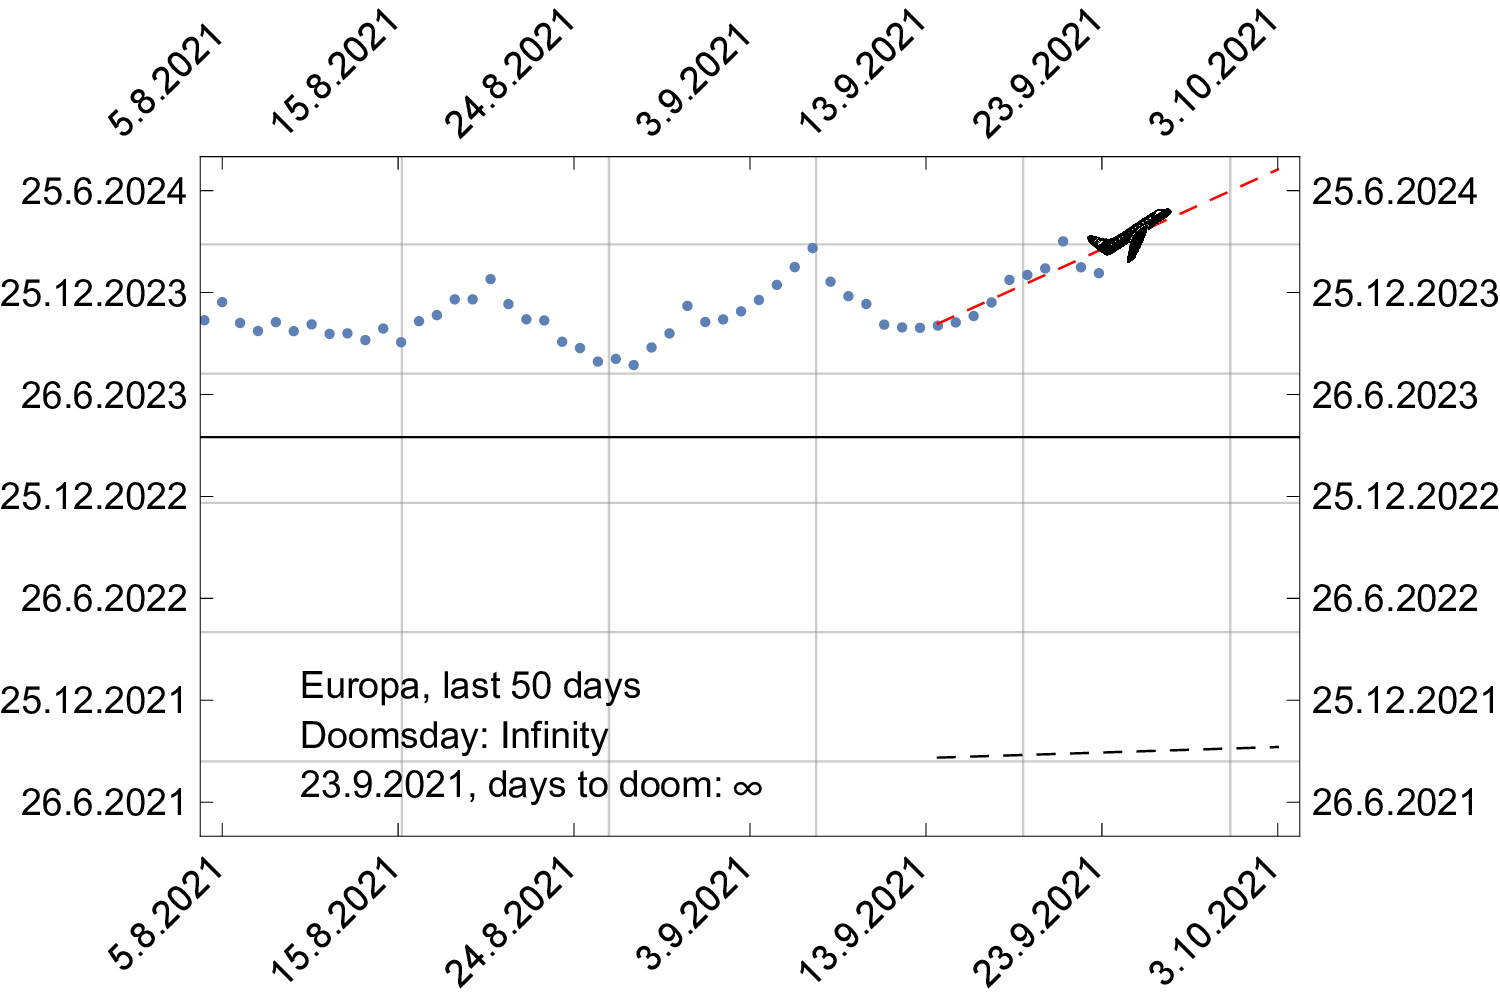 5.8.2021 15.8.2021 24.8.2021 3.9.2021 13.9.2021 23.9.2021 3.10.2021
25.6.2024 25.6.2024
25.12.2023 25.12.2023
26.6.2023 26.6.2023
25.12.2022 25.12.2022
26.6.2022 26.6.2022
25.12.2021 25.12.2021
26.6.2021 26.6.2021
Europa, last 50 days
Doomsday: Infinity
23.9.2021, days to doom: ∞
5.8.2021 15.8.2021 24.8.2021 3.9.2021 13.9.2021 23.9.2021 3.10.2021